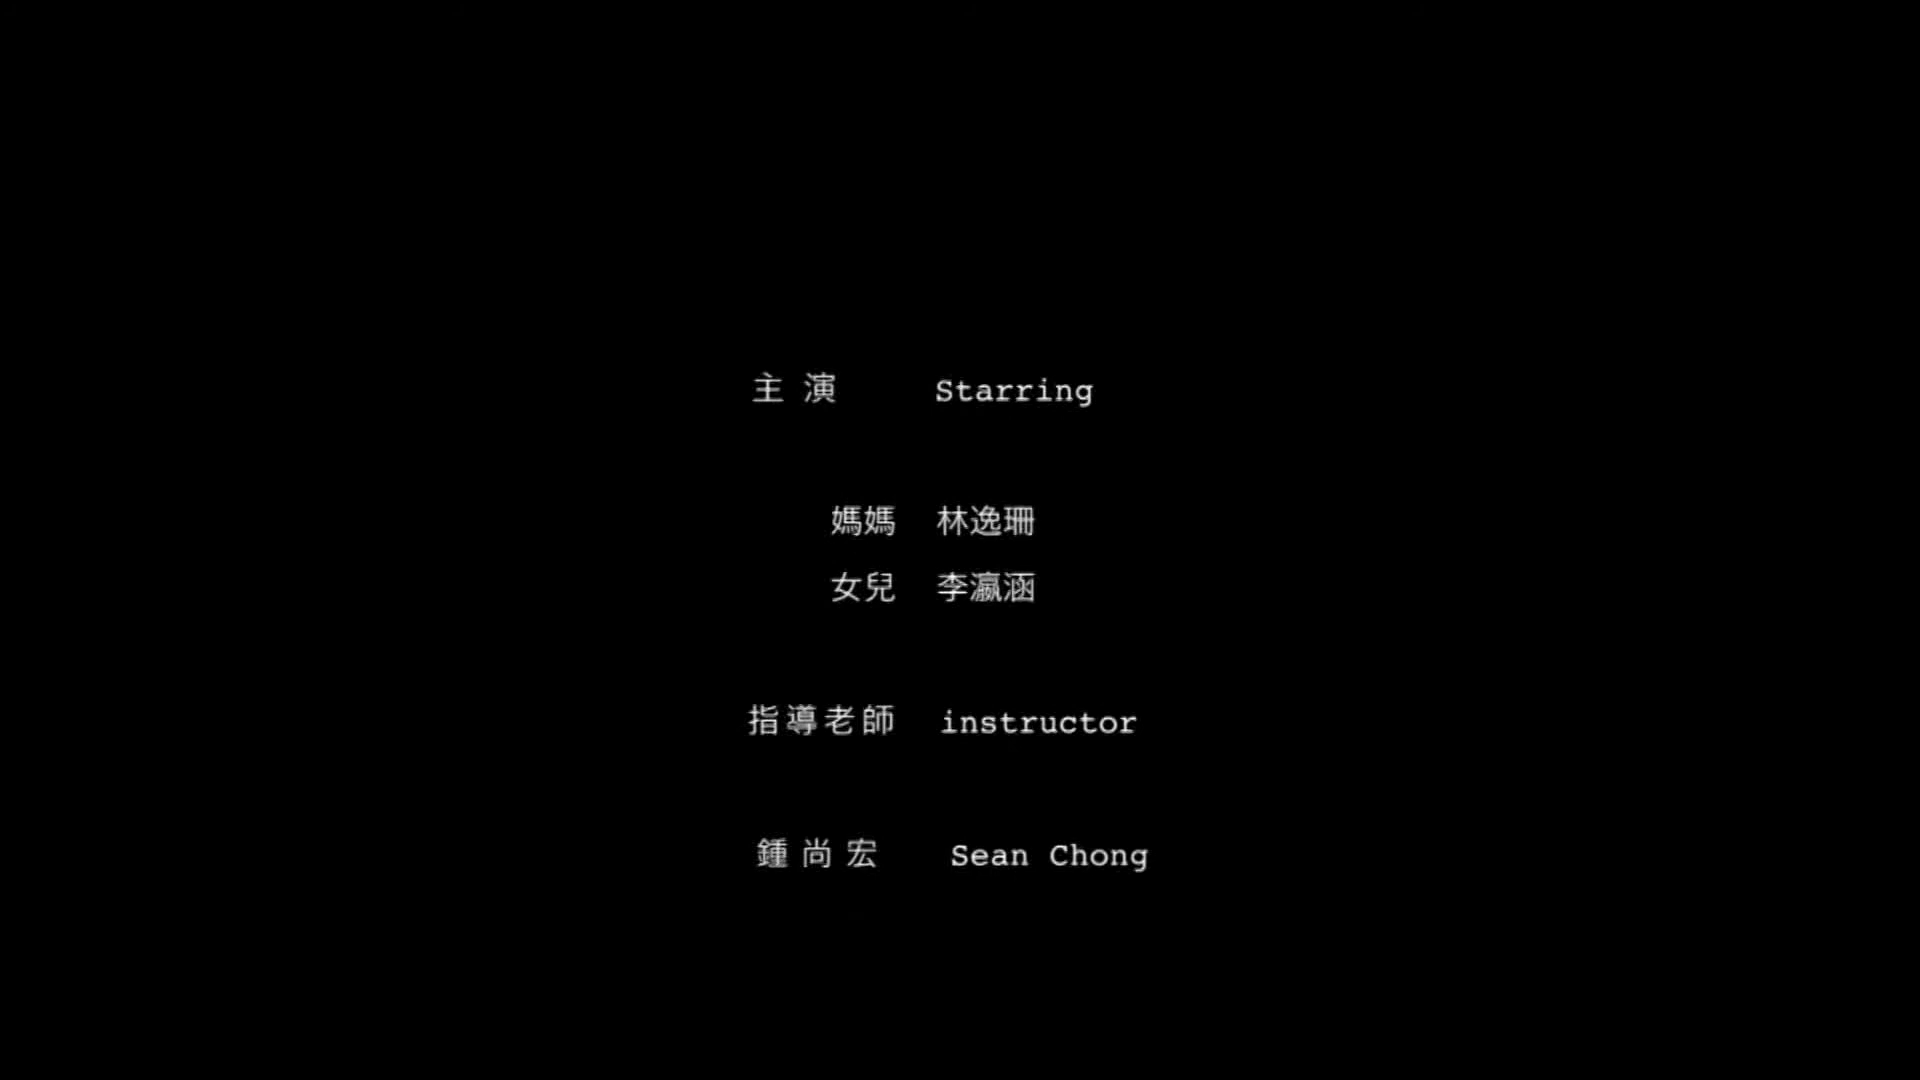 主 演 Starring
媽媽 林逸珊
女兒 李瀛涵
指導老師 instructor
鍾尚宏 Sean Chong